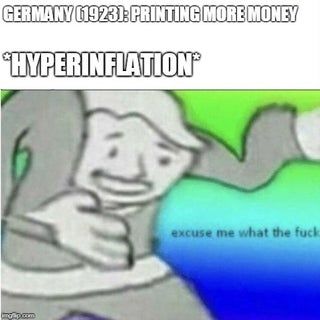 GERMANY (1923): PRINTING MORE MONEY
*HYPERINFLATION*
excuse me what the fuck
imgflip.com